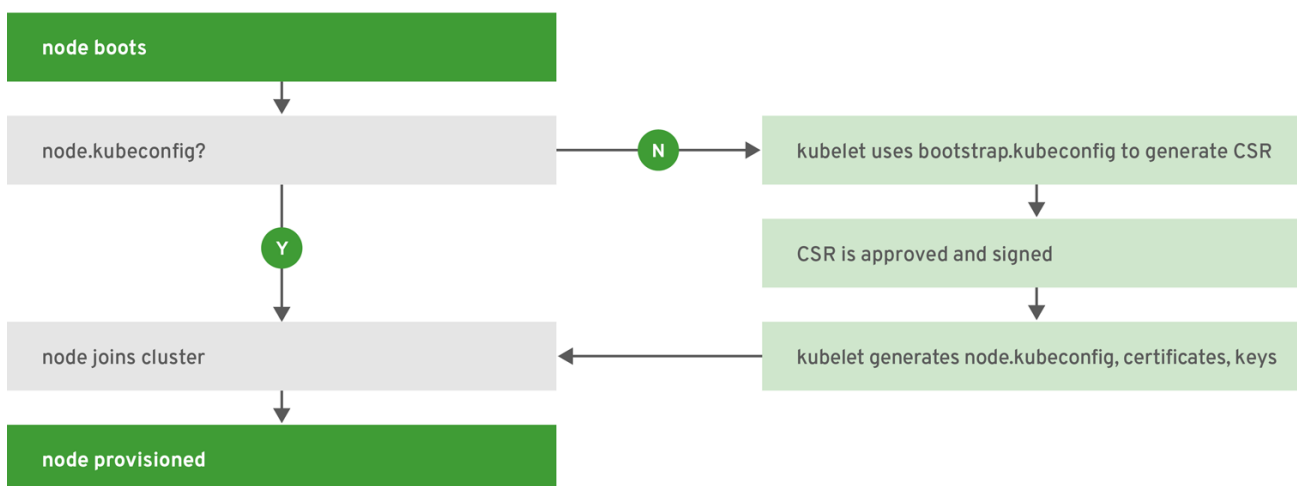 node boots
node.kubeconfig?
N
kubelet uses bootstrap.kubeconfig to generate CSR
Y
CSR is approved and signed
node joins cluster
kubelet generates node.kubeconfig, certificates, keys
node provisioned